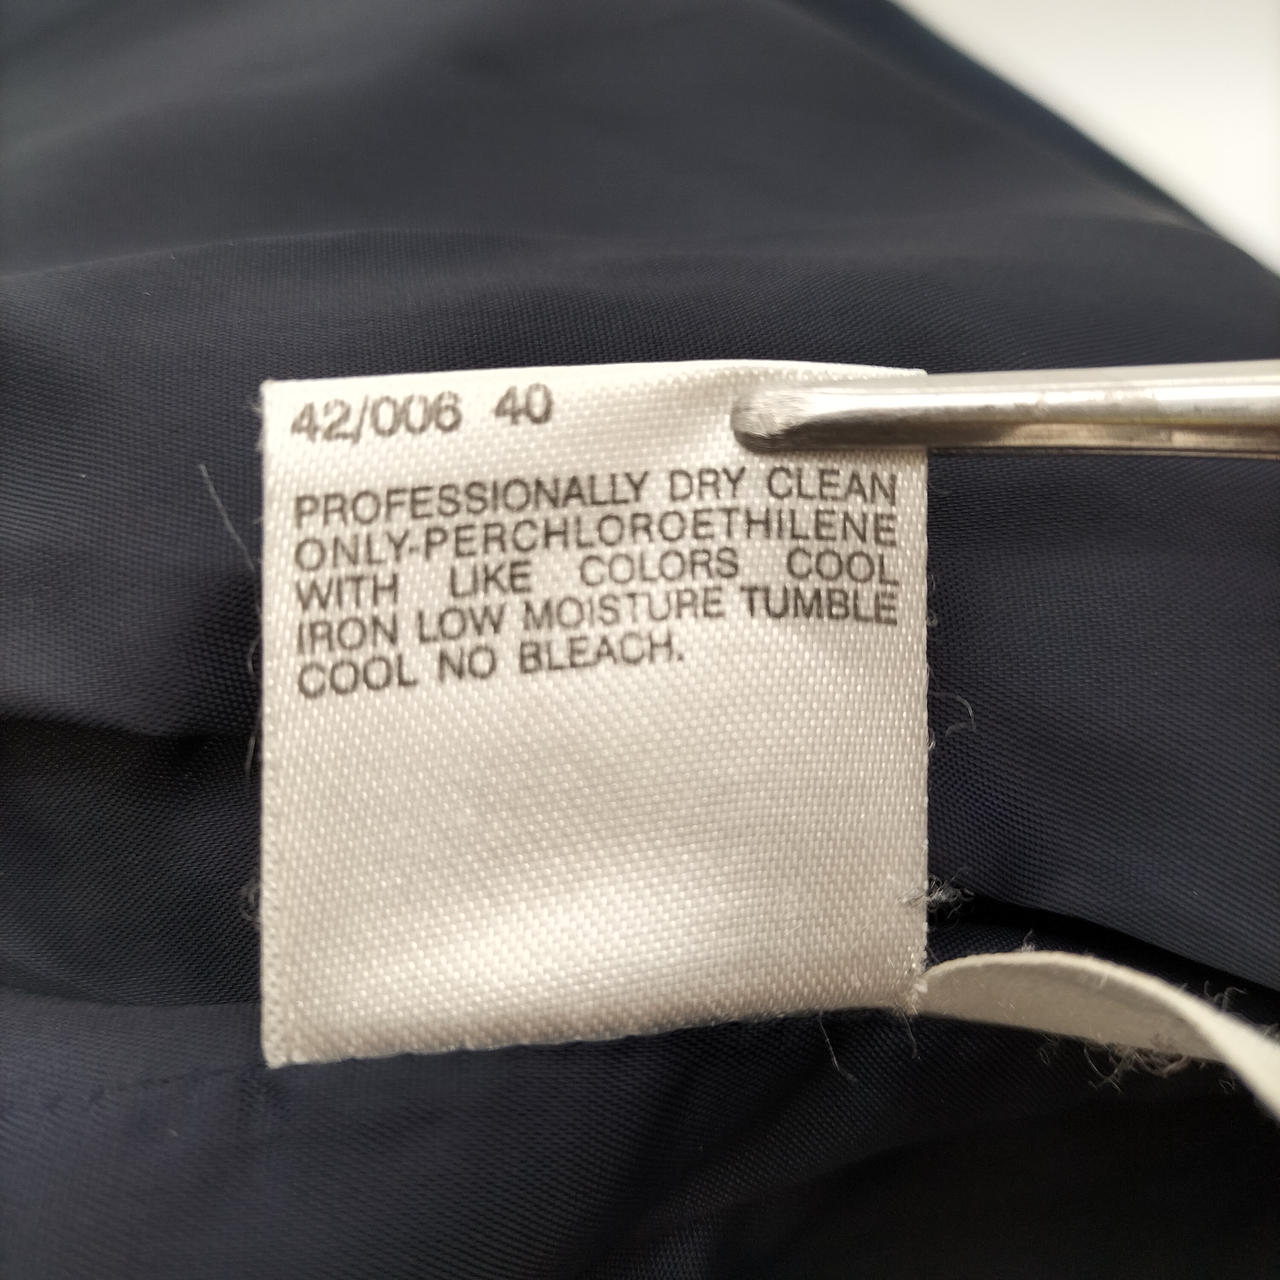 42/006 40
PROFESSIONALLY DRY CLEAN
ONLY-PERCHLOROETHILENE
WITH LIKE COLORS COOL
IRON LOW MOISTURE TUMBLE
COOL NO BLEACH.